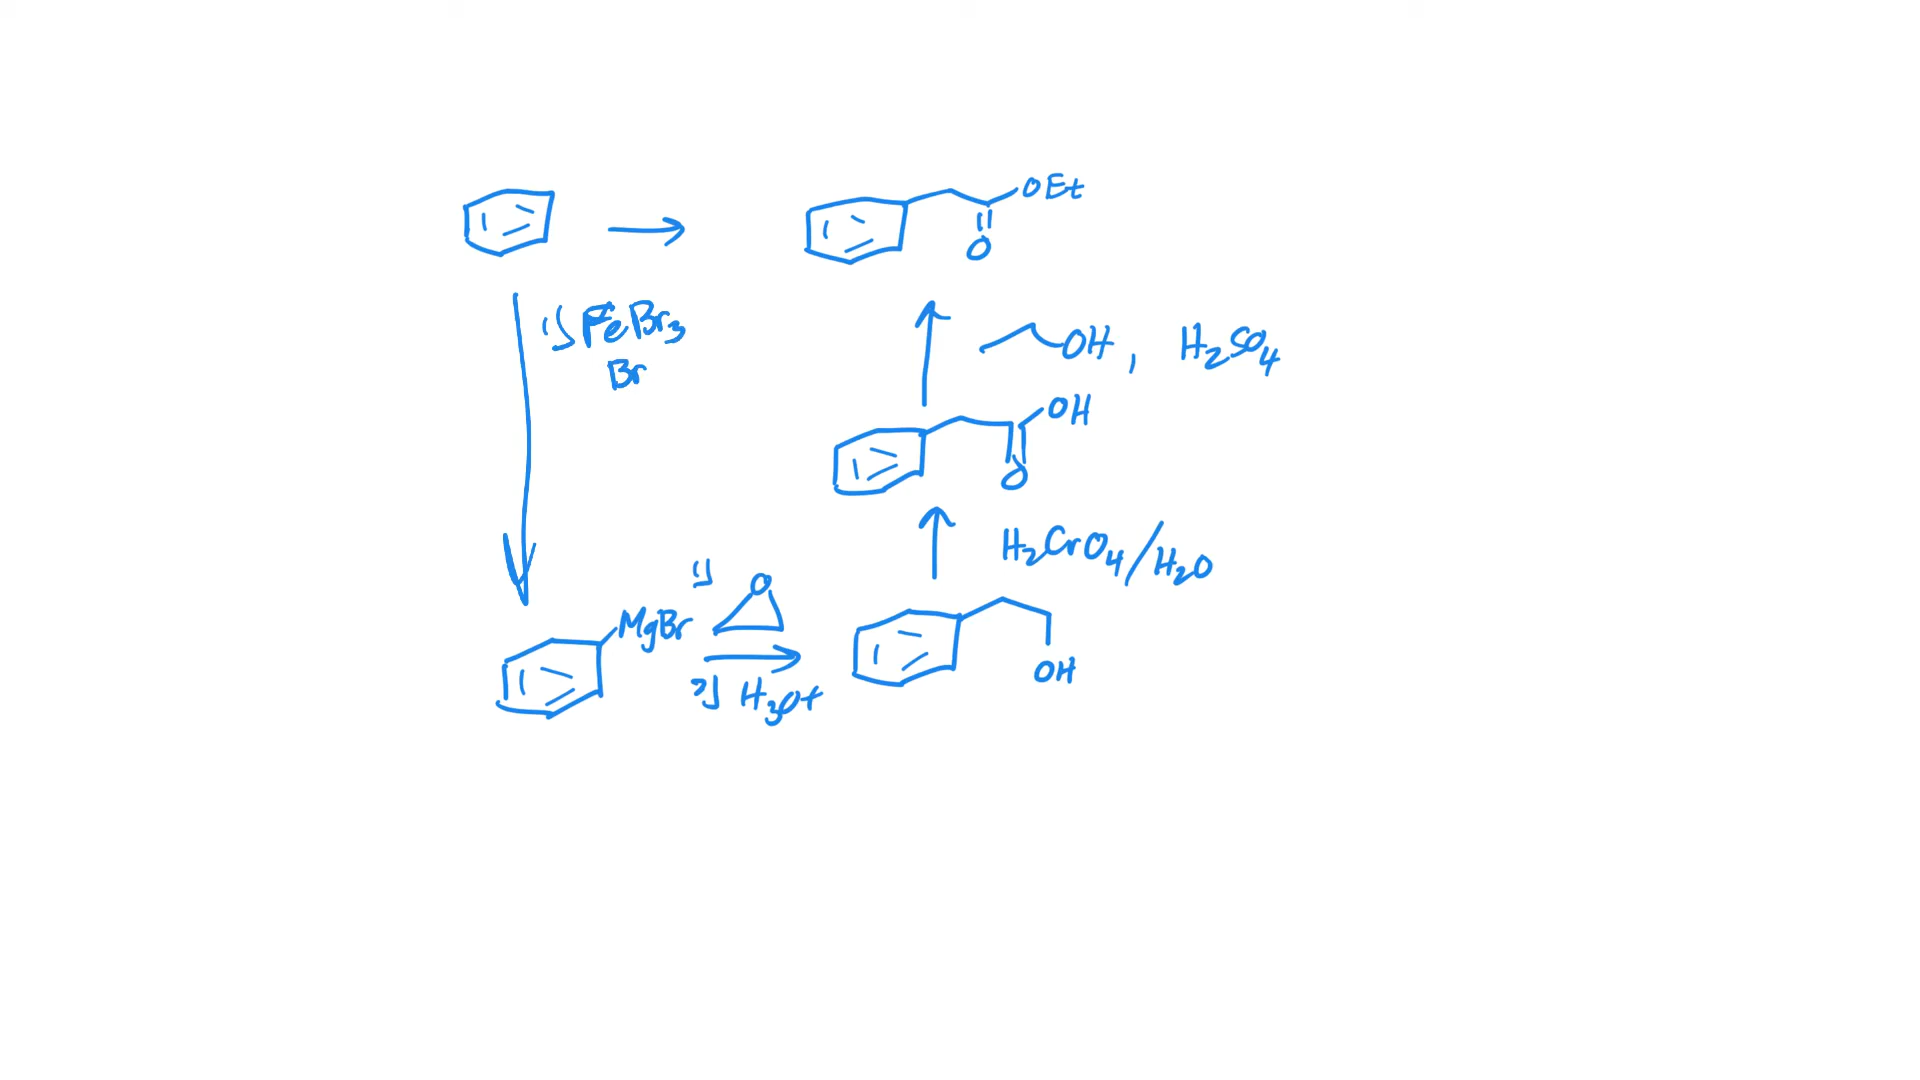 OEt
O
1) FeBr3
Br
OH, H2SO4
OH
O
H2CrO4/H2O
MgBr
1)
O
2) H3O+
OH